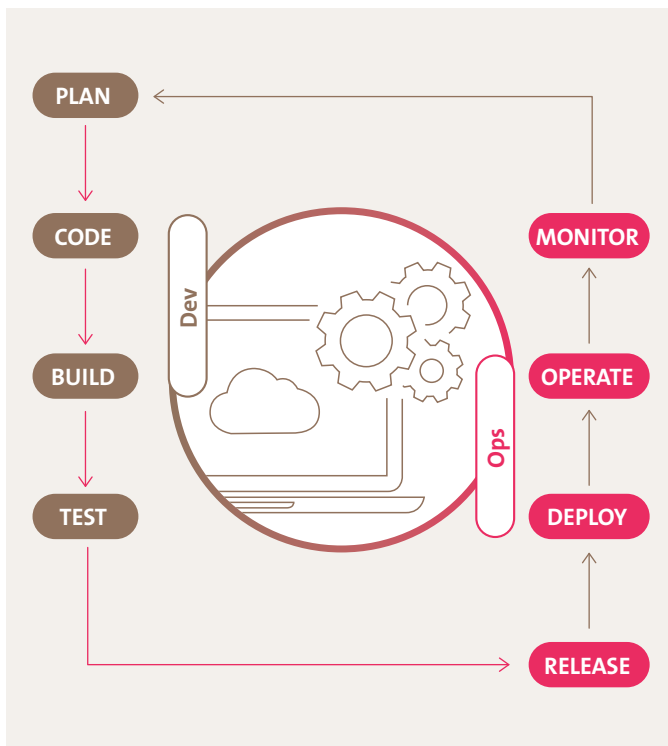 PLAN
CODE
BUILD
TEST
Dev
Ops
MONITOR
OPERATE
DEPLOY
RELEASE